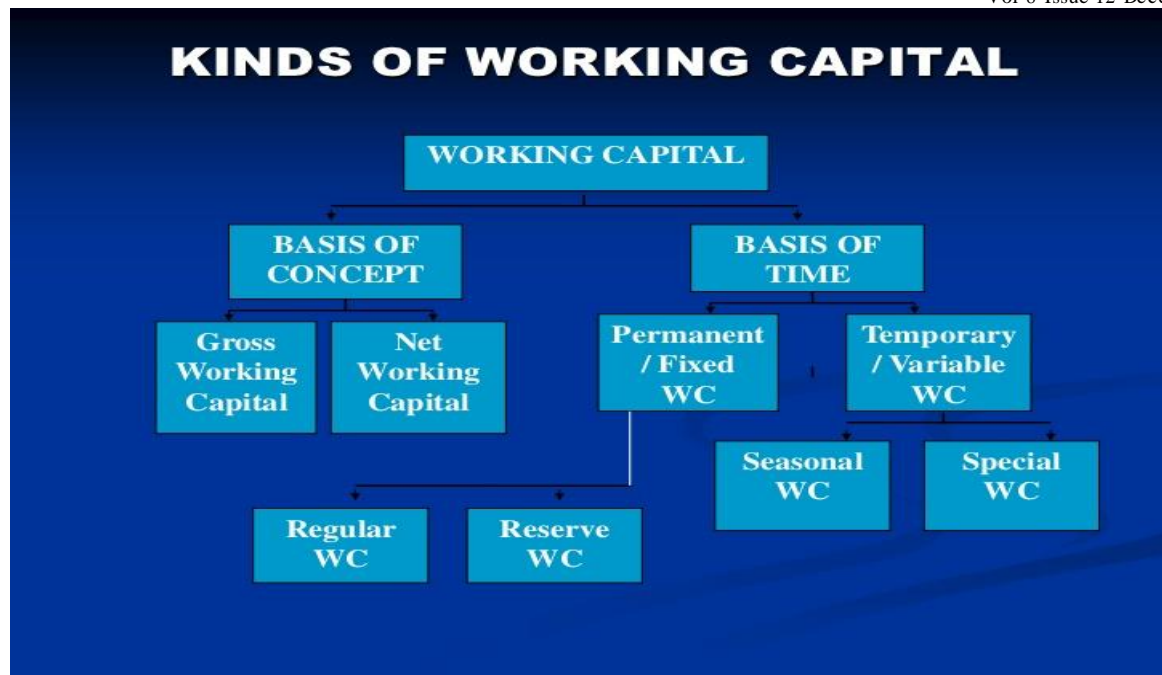 KINDS OF WORKING CAPITAL
WORKING CAPITAL
BASIS OF
CONCEPT
BASIS OF
TIME
Gross
Working
Capital
Net
Working
Capital
Permanent
/ Fixed
WC
Temporary
/ Variable
WC
Seasonal
WC
Special
WC
Regular
WC
Reserve
WC